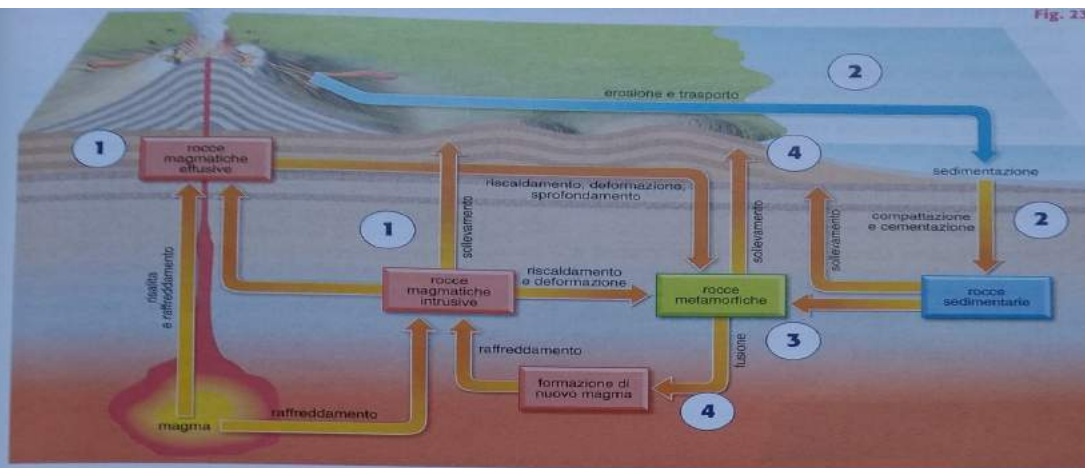 Fig. 23
2
erosione e trasporto
1
rocce
magmatiche
effusive
4
sedimentazione
riscaldamento, deformazione,
sprofondamento
compattazione
e cementazione
2
1
sollevamento
sollevamento
sollevamento
risalita
e raffreddamento
rocce
magmatiche
intrusive
riscaldamento
e deformazione
rocce
metamorfiche
rocce
sedimentarie
3
fusione
raffreddamento
formazione di
nuovo magma
4
magma
raffreddamento